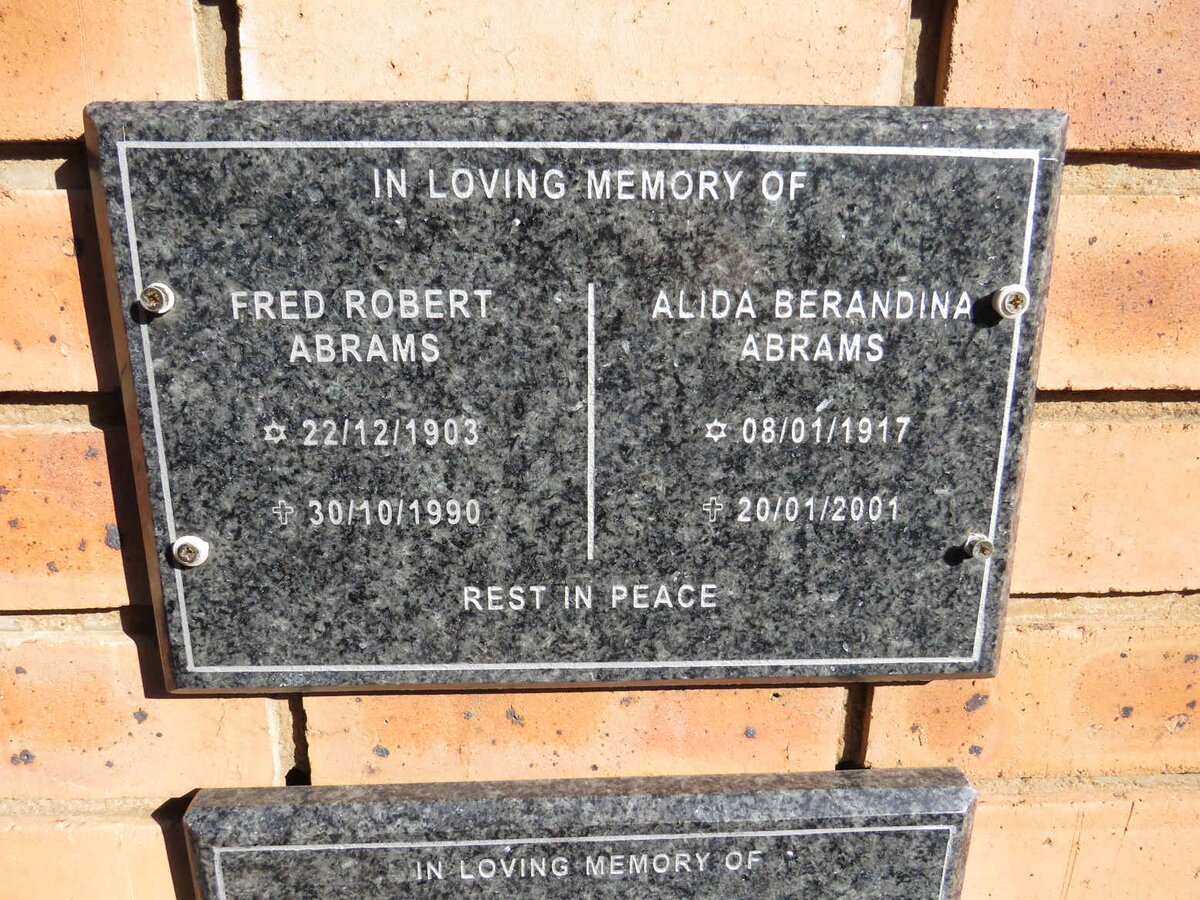 IN LOVING MEMORY OF
FRED ROBERT
ABRAMS
✡ 22/12/1903
✝ 30/10/1990
ALIDA BERANDINA
ABRAMS
✡ 08/01/1917
✝ 20/01/2001
REST IN PEACE
IN LOVING MEMORY OF